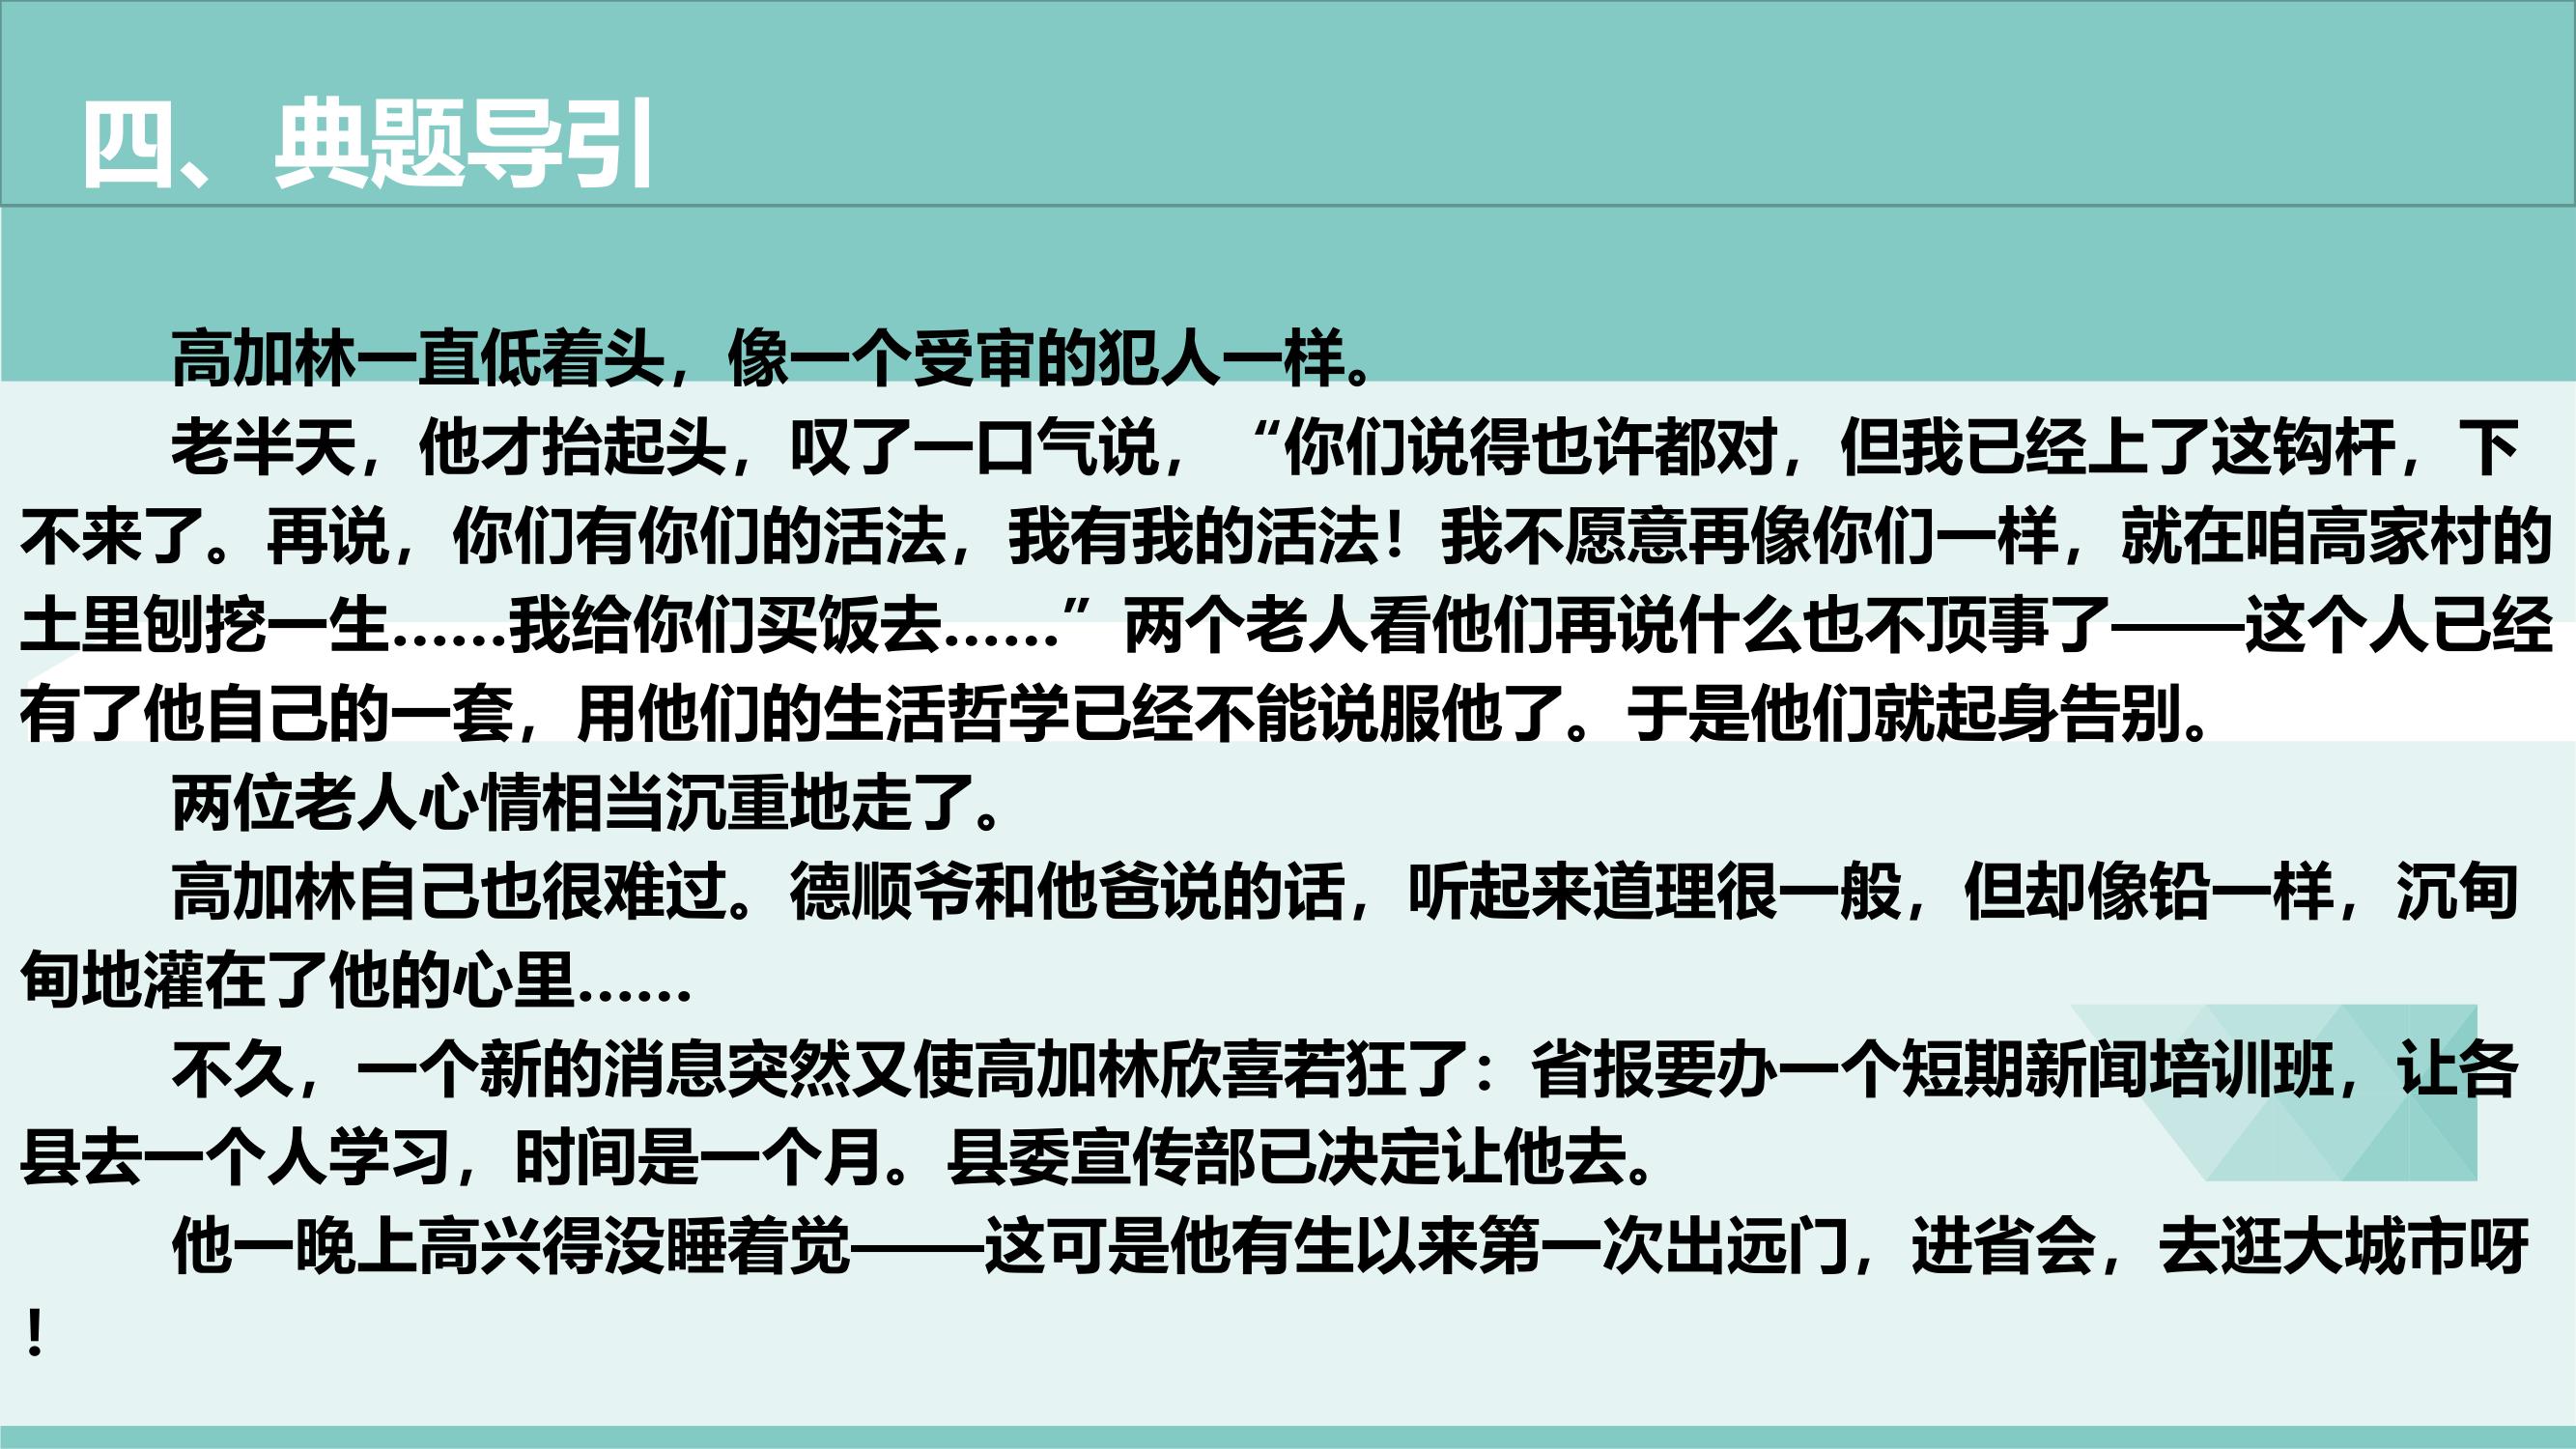 四、典题导引
高加林一直低着头，像一个受审的犯人一样。
老半天，他才抬起头，叹了一口气说，“你们说得也许都对，但我已经上了这钩杆，下
不来了。再说，你们有你们的活法，我有我的活法！我不愿意再像你们一样，就在咱高家村的
土里刨挖一生……我给你们买饭去……”两个老人看他们再说什么也不顶事了——这个人已经
有了他自己的一套，用他们的生活哲学已经不能说服他了。于是他们就起身告别。
两位老人心情相当沉重地走了。
高加林自己也很难过。德顺爷和他爸说的话，听起来道理很一般，但却像铅一样，沉甸
甸地灌在了他的心里……
不久，一个新的消息突然又使高加林欣喜若狂了：省报要办一个短期新闻培训班，让各
县去一个人学习，时间是一个月。县委宣传部已决定让他去。
他一晚上高兴得没睡着觉——这可是他有生以来第一次出远门，进省会，去逛大城市呀
！